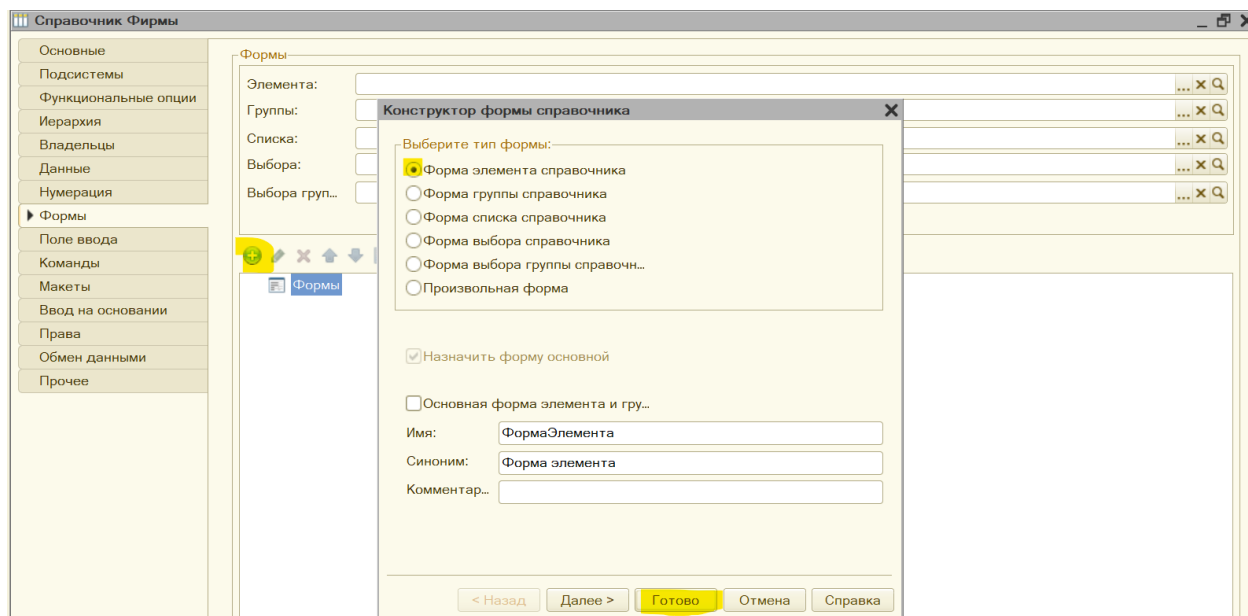 Справочник Фирмы
Основные
Подсистемы
Функциональные опции
Иерархия
Владельцы
Данные
Нумерация
Формы
Поле ввода
Команды
Макеты
Ввод на основании
Права
Обмен данными
Прочее
Формы
Элемента:
Группы:
Списка:
Выбора:
Выбора груп...
Формы
Конструктор формы справочника
Выберите тип формы:
Форма элемента справочника
Форма группы справочника
Форма списка справочника
Форма выбора справочника
Форма выбора группы справочн...
Произвольная форма
Назначить форму основной
Основная форма элемента и гру...
Имя: ФормаЭлемента
Синоним: Форма элемента
Комментар...
< Назад Далее > Готово Отмена Справка